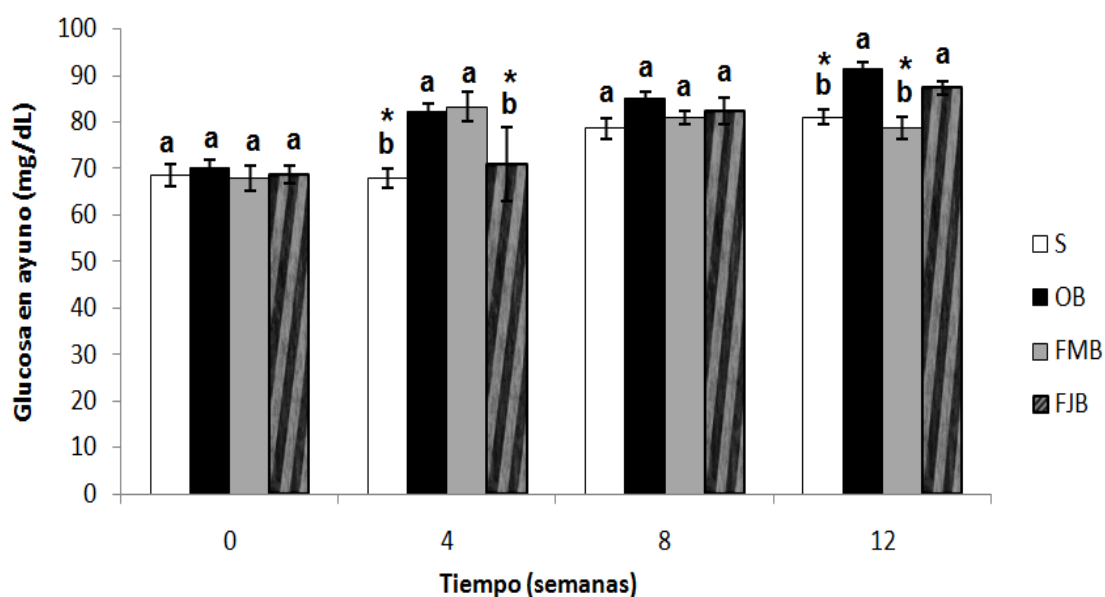 Glucosa en ayuno (mg/dL)
100
90
80
70
60
50
40
30
20
10
0
a a a a
* b a a * b
a a a a
* b a * b a
0 4 8 12
Tiempo (semanas)
S
OB
FMB
FJB